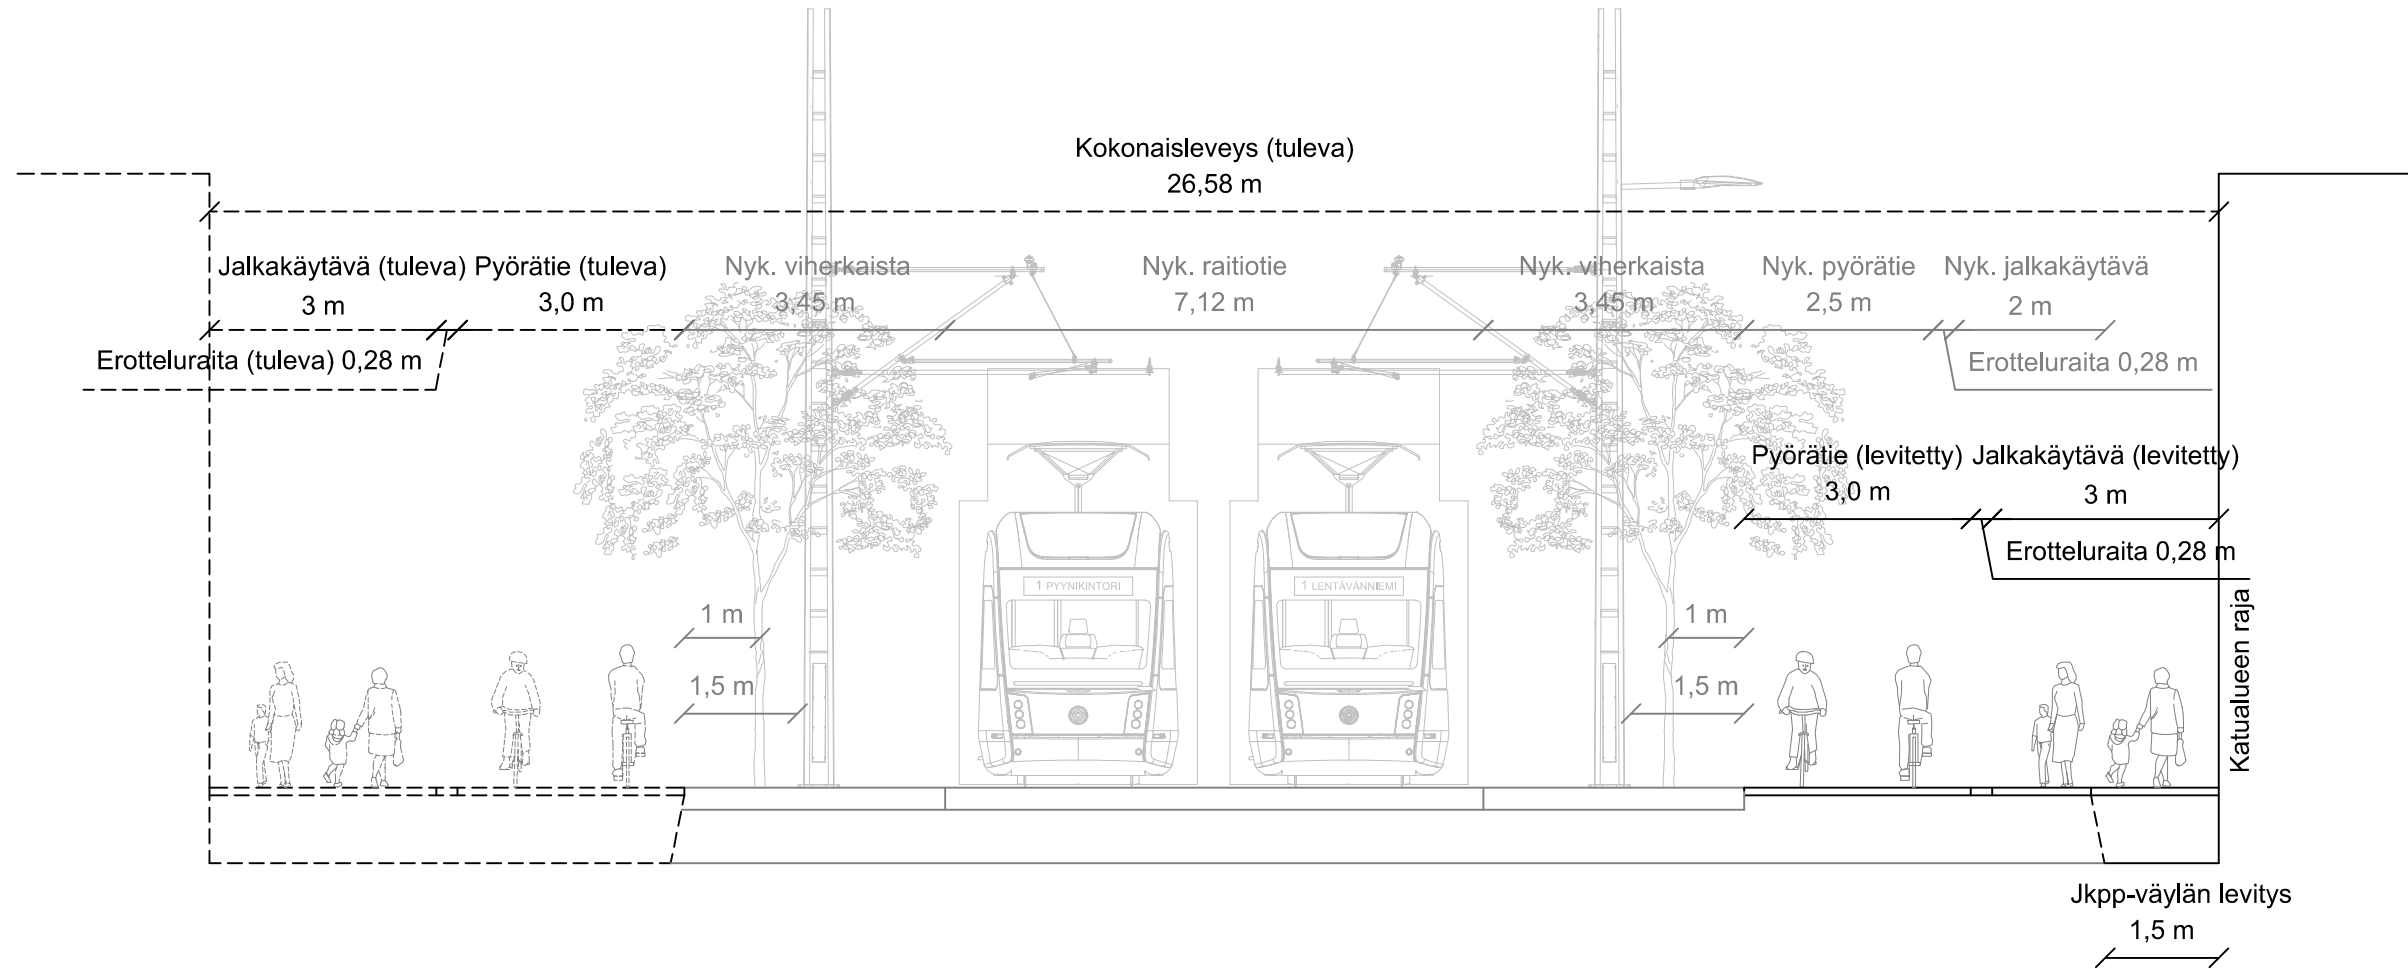 Kokonaisleveys (tuleva)
26,58 m
Jalkakäytävä (tuleva)
3 m
Pyörätie (tuleva)
3,0 m
Nyk. viherkaista
3,45 m
Nyk. raitiotie
7,12 m
Nyk. viherkaista
3,45 m
Nyk. pyörätie
2,5 m
Nyk. jalkakäytävä
2 m
Erotteluraita (tuleva) 0,28 m
Erotteluraita 0,28 m
Pyörätie (levitetty)
3,0 m
Jalkakäytävä (levitetty)
3 m
Erotteluraita 0,28 m
1 PYYNIKINTORI
1 LENTÄVÄNNIEMI
1 m
1,5 m
1 m
1,5 m
Katualueen raja
Jkpp-väylän levitys
1,5 m